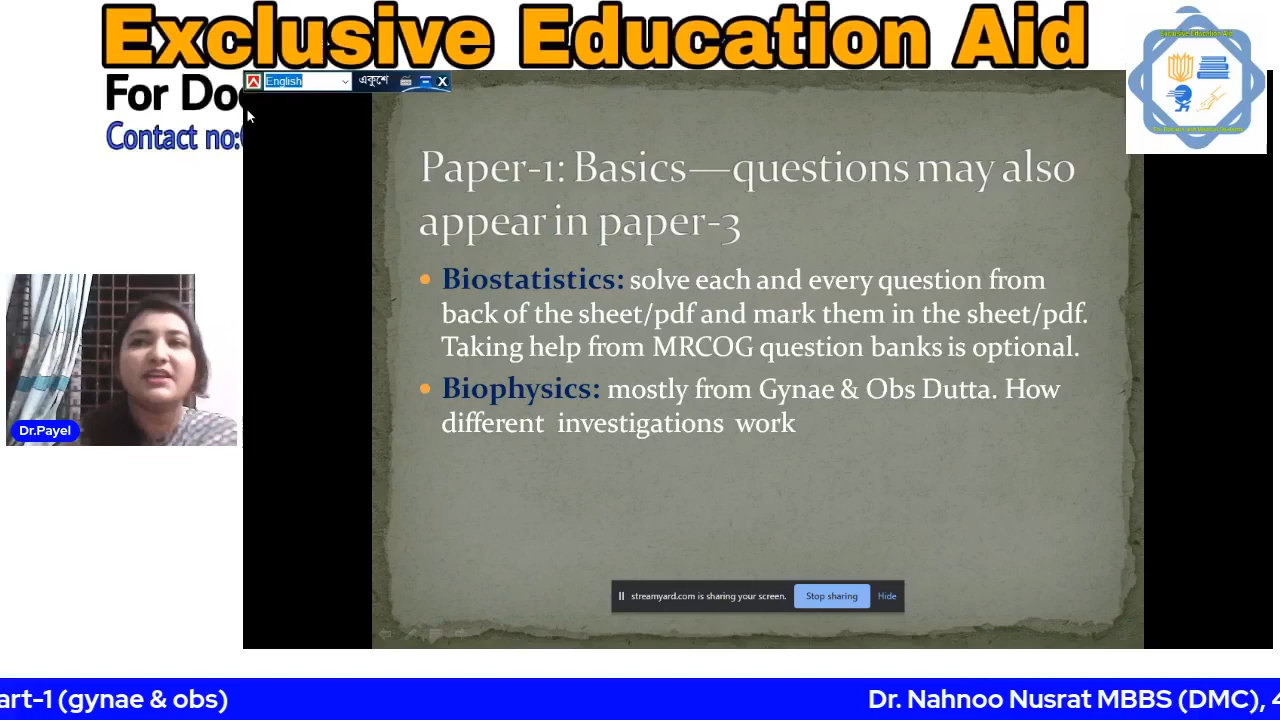 Exclusive Education Aid
For Do
Contact no:
English
একুশে
Exclusive Education Aid
Paper-1: Basics—questions may also
appear in paper-3
• Biostatistics: solve each and every question from
back of the sheet/pdf and mark them in the sheet/pdf.
Taking help from MRCOG question banks is optional.
• Biophysics: mostly from Gynae & Obs Dutta. How
different investigations work
Dr.Payel
streamyard.com is sharing your screen.
Stop sharing
Hide
art-1 (gynae & obs)
Dr. Nahnoo Nusrat MBBS (DMC), 4